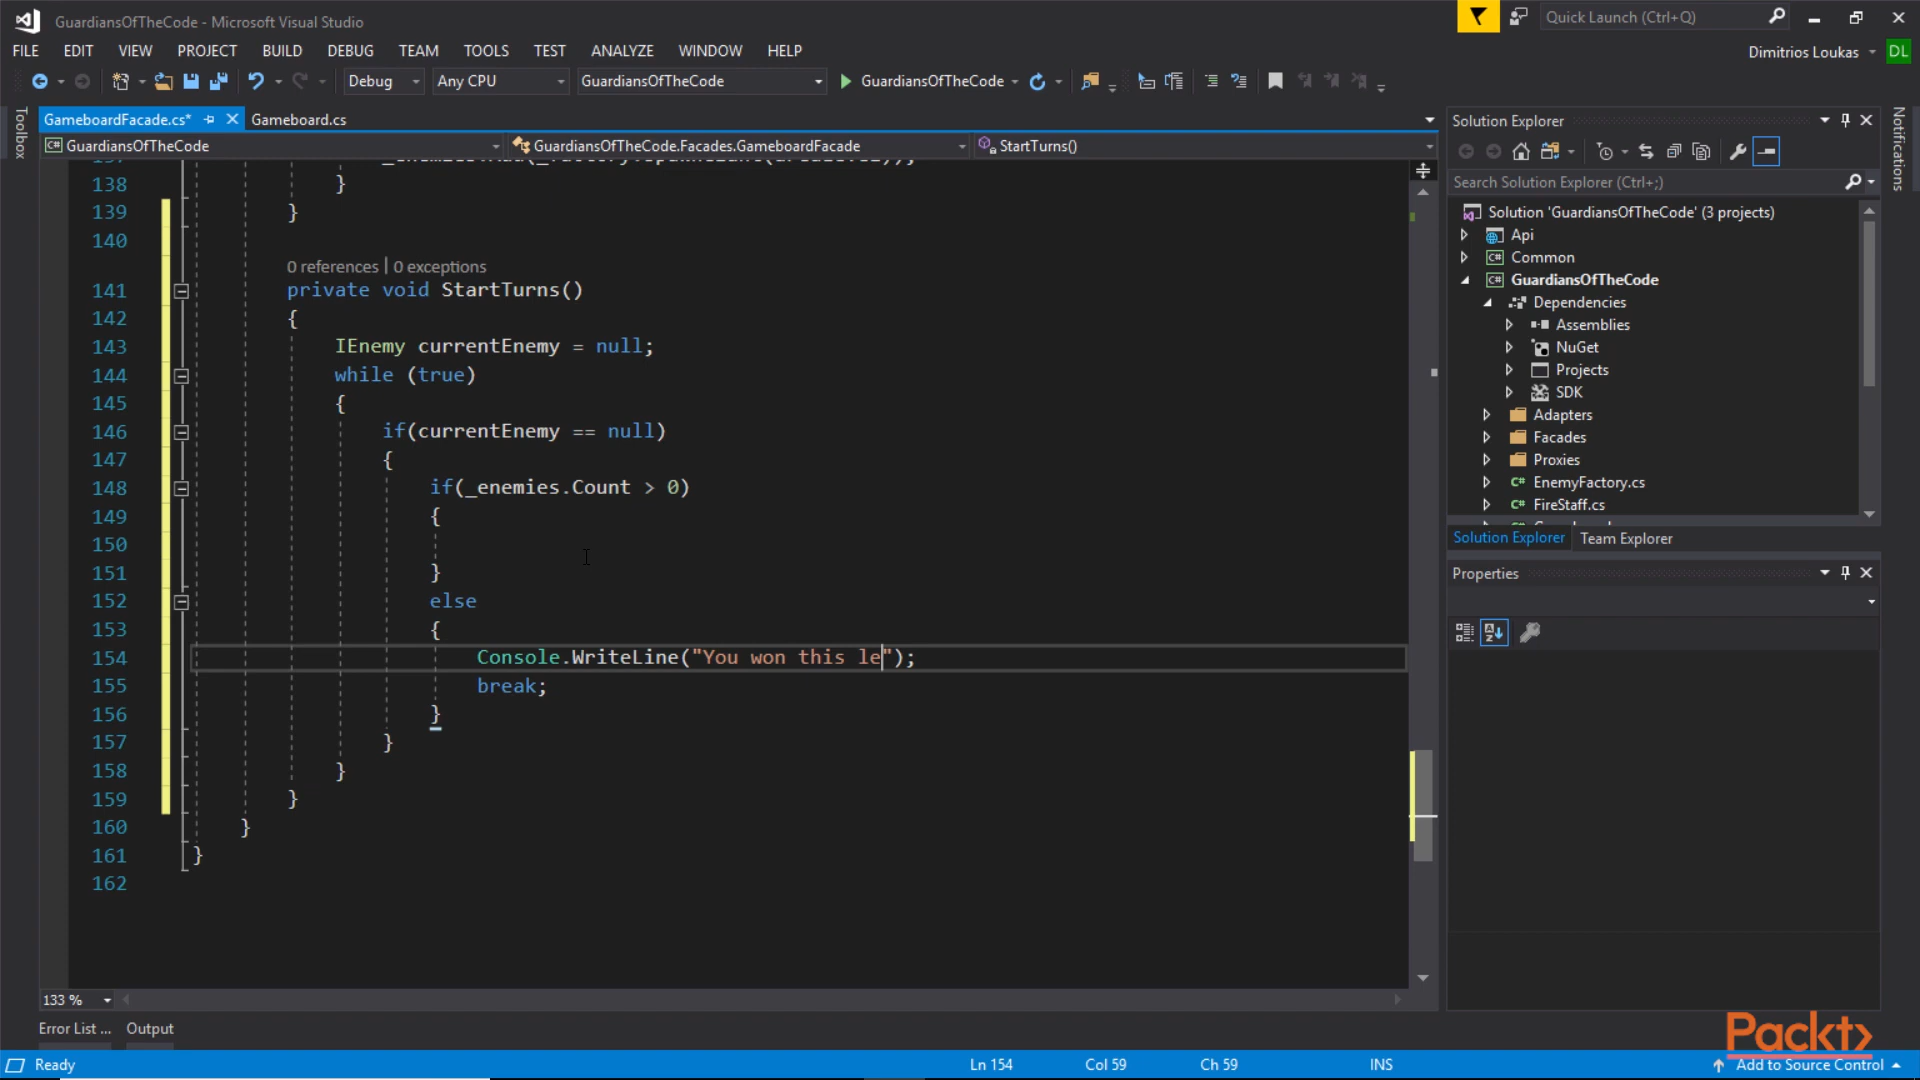 GuardiansOfTheCode - Microsoft Visual Studio
Quick Launch (Ctrl+Q)
FILE EDIT VIEW PROJECT BUILD DEBUG TEAM TOOLS TEST ANALYZE WINDOW HELP
Dimitrios Loukas DL
Debug Any CPU GuardiansOfTheCode GuardiansOfTheCode
Toolbox
GameboardFacade.cs* Gameboard.cs
GuardiansOfTheCode GuardiansOfTheCode.Facades.GameboardFacade StartTurns()
138 }
139 }
140
0 references | 0 exceptions
141 private void StartTurns()
142 {
143 IEnemy currentEnemy = null;
144 while (true)
145 {
146 if(currentEnemy == null)
147 {
148 if(_enemies.Count > 0)
149 {
150
151 }
152 else
153 {
154 Console.WriteLine("You won this le");
155 break;
156 }
157 }
158 }
159 }
160 }
161 }
162
133 %
Error List ... Output
Solution Explorer
Search Solution Explorer (Ctrl+;)
Solution 'GuardiansOfTheCode' (3 projects)
Api
C# Common
C# GuardiansOfTheCode
Dependencies
Assemblies
NuGet
Projects
SDK
Adapters
Facades
Proxies
C# EnemyFactory.cs
C# FireStaff.cs
Solution Explorer Team Explorer
Properties
Notifications
Packt>
Ready Ln 154 Col 59 Ch 59 INS Add to Source Control